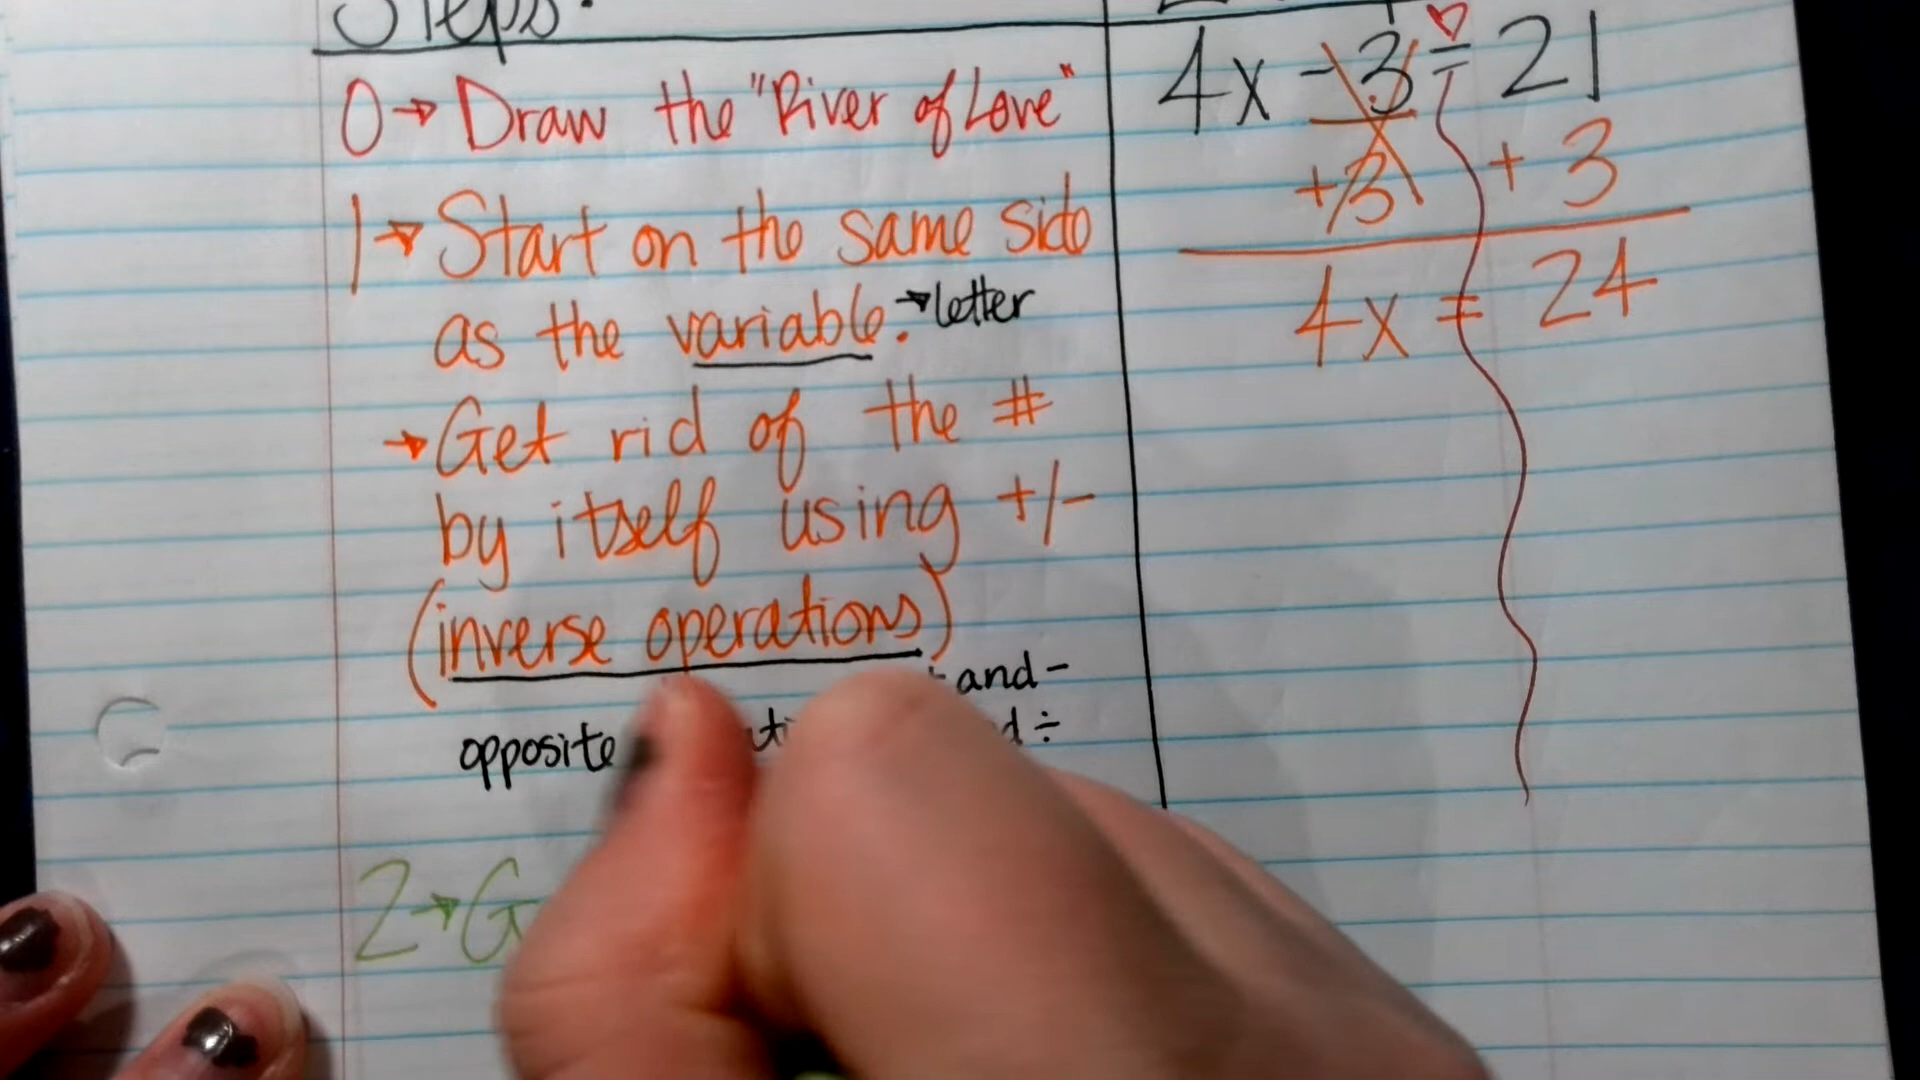 Steps:
0→ Draw the "River of Love"
1→ Start on the same side
as the variable. →letter
→Get rid of the #
by itself using +/-
(inverse operations)
and -
opposite ÷
2→G
4x - 3 = 21
+3 + 3
4x = 24